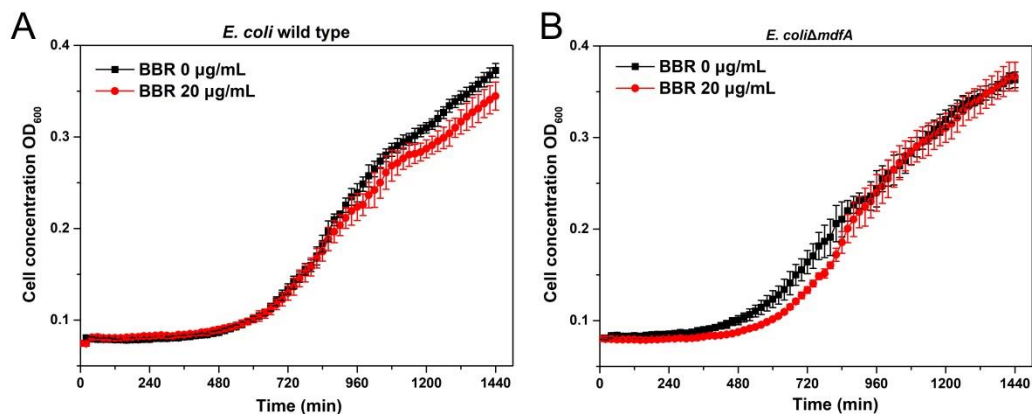 A
E. coli wild type
BBR 0 µg/mL
BBR 20 µg/mL
Cell concentration OD600
0.4
0.3
0.2
0.1
0 240 480 720 960 1200 1440
Time (min)
B
E. coliΔmdfA
BBR 0 µg/mL
BBR 20 µg/mL
Cell concentration OD600
0.4
0.3
0.2
0.1
0 240 480 720 960 1200 1440
Time (min)